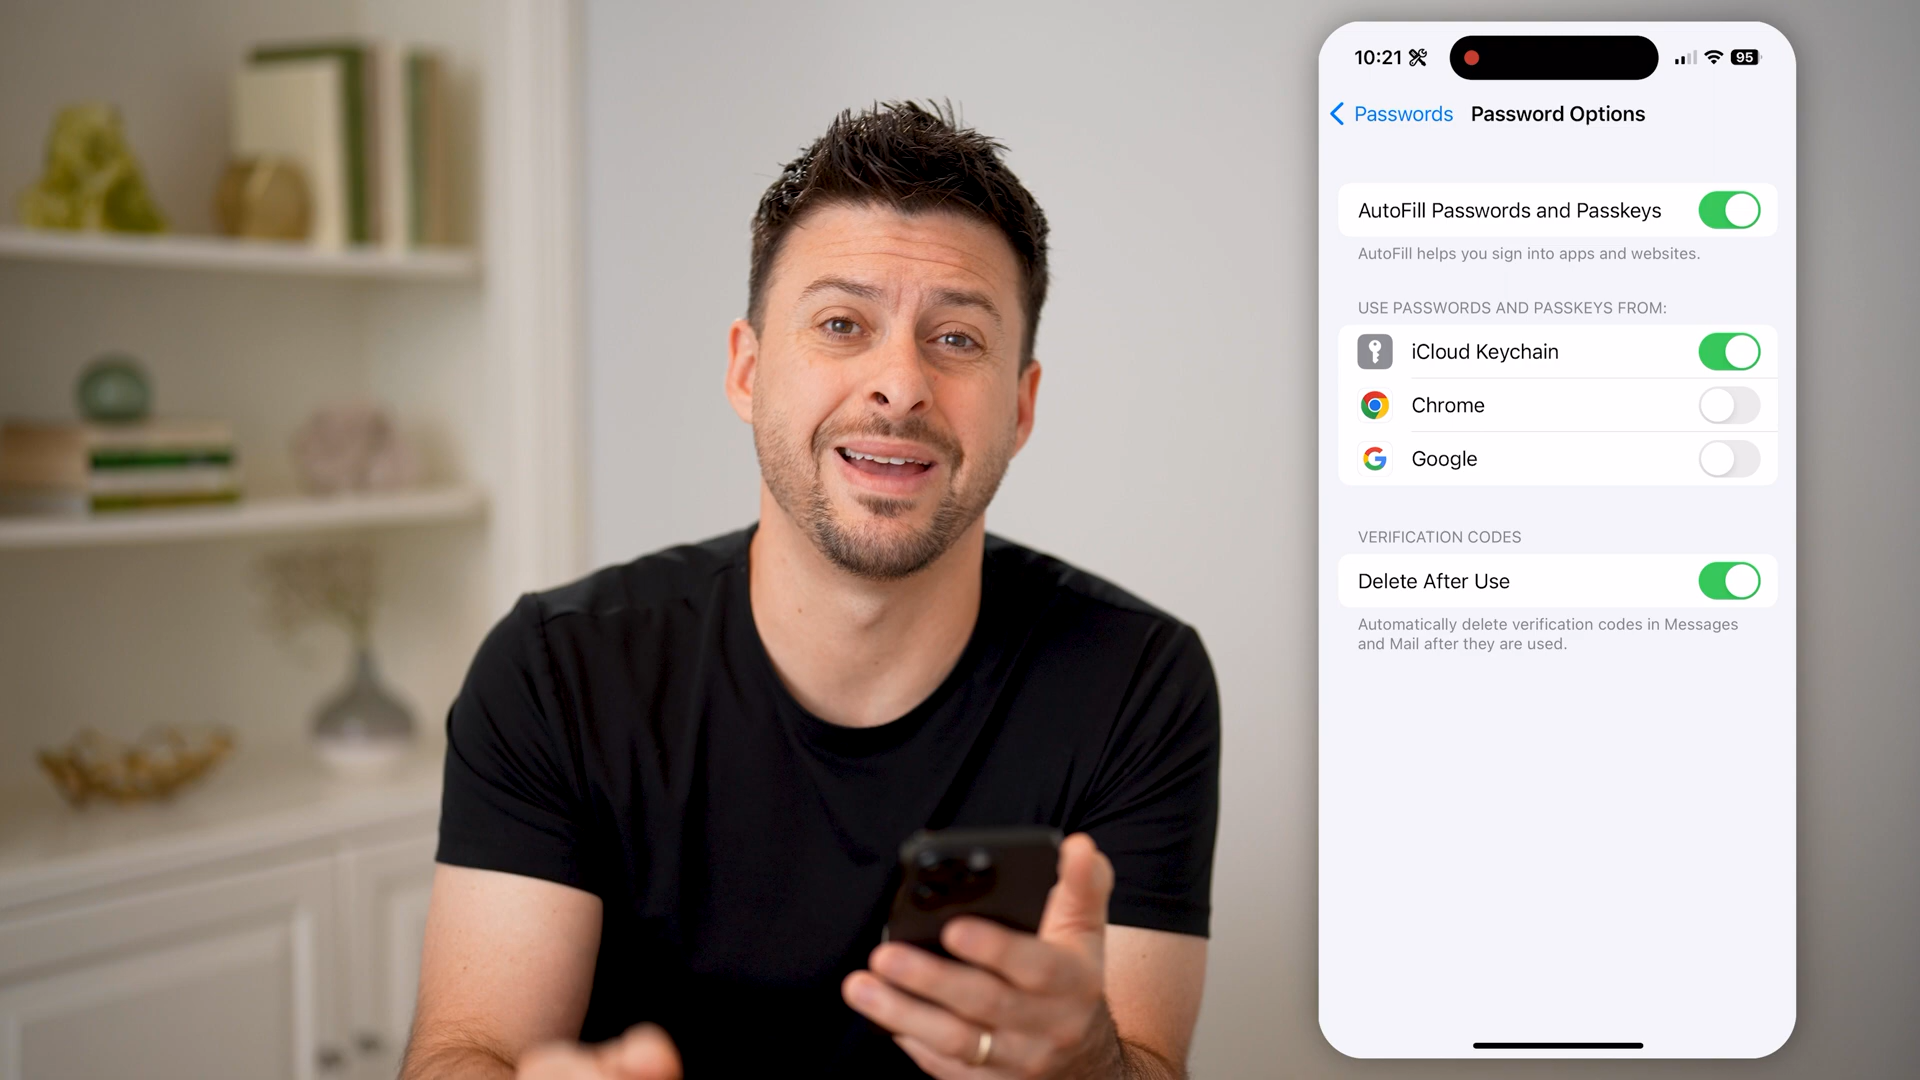 10:21
95
Passwords Password Options
AutoFill Passwords and Passkeys
AutoFill helps you sign into apps and websites.
USE PASSWORDS AND PASSKEYS FROM:
iCloud Keychain
Chrome
Google
VERIFICATION CODES
Delete After Use
Automatically delete verification codes in Messages
and Mail after they are used.